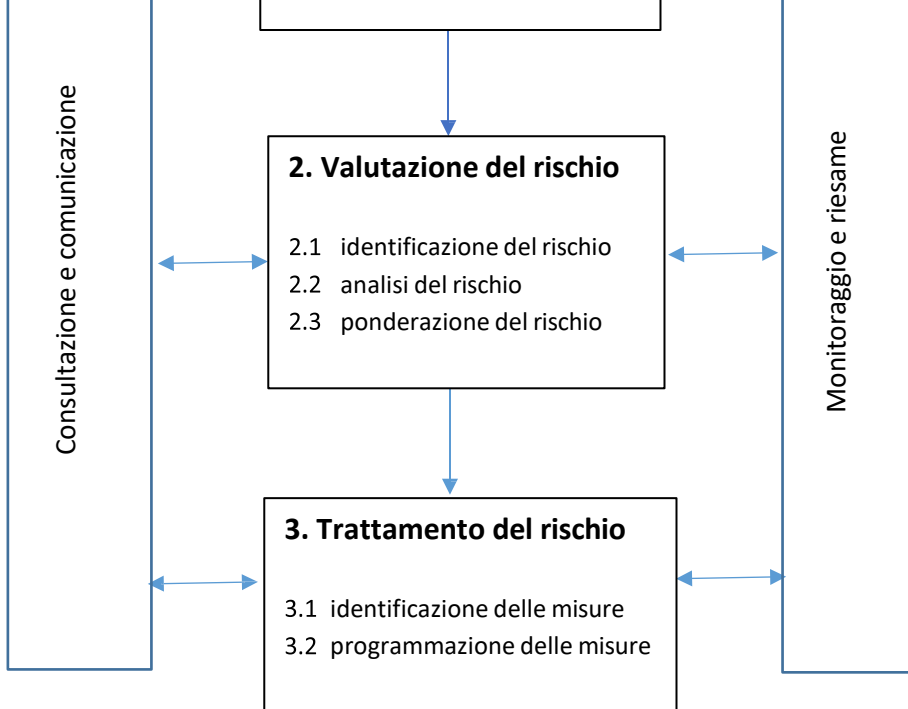 Consultazione e comunicazione
2. Valutazione del rischio
2.1 identificazione del rischio
2.2 analisi del rischio
2.3 ponderazione del rischio
Monitoraggio e riesame
3. Trattamento del rischio
3.1 identificazione delle misure
3.2 programmazione delle misure